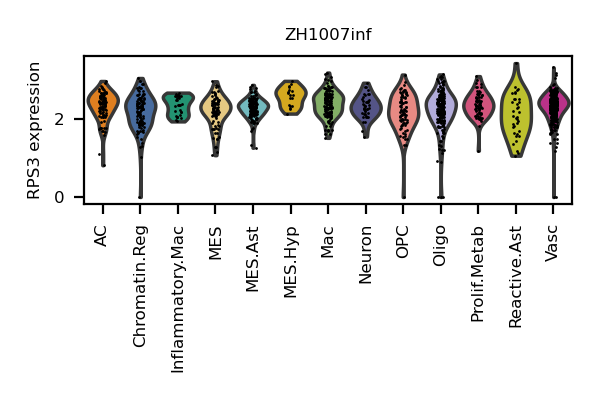 ZH1007inf
RPS3 expression
2
0
AC
Chromatin.Reg
Inflammatory.Mac
MES
MES.Ast
MES.Hyp
Mac
Neuron
OPC
Oligo
Prolif.Metab
Reactive.Ast
Vasc